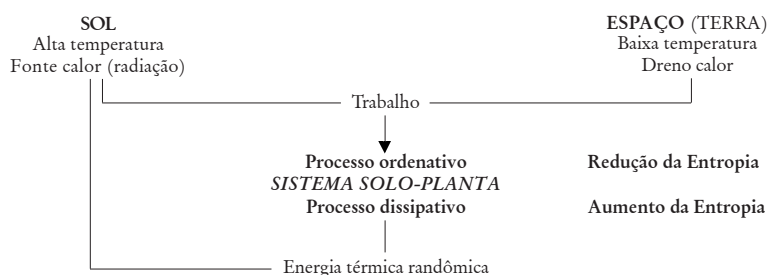 SOL
Alta temperatura
Fonte calor (radiação)
ESPAÇO (TERRA)
Baixa temperatura
Dreno calor
Trabalho
Processo ordenativo
Redução da Entropia
SISTEMA SOLO-PLANTA
Processo dissipativo
Aumento da Entropia
Energia térmica randômica